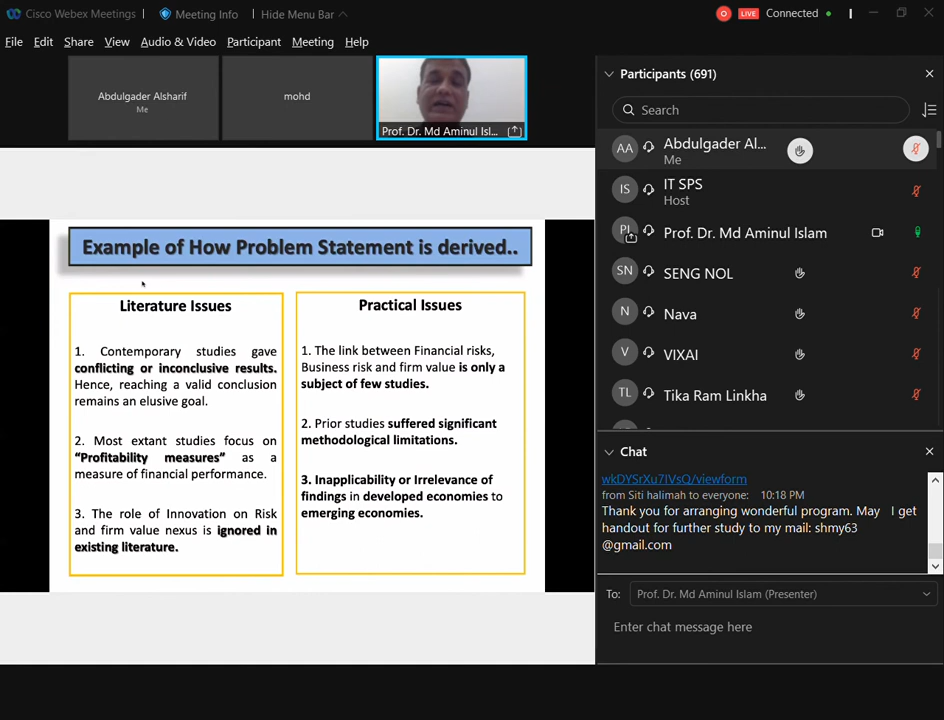 Cisco Webex Meetings
Meeting Info
Hide Menu Bar
LIVE
Connected
File Edit Share View Audio & Video Participant Meeting Help
Abdulgader Alsharif
Me
mohd
Prof. Dr. Md Aminul Isl...
Example of How Problem Statement is derived..
Literature Issues
1. Contemporary studies gave
conflicting or inconclusive results.
Hence, reaching a valid conclusion
remains an elusive goal.
2. Most extant studies focus on
“Profitability measures” as a
measure of financial performance.
3. The role of Innovation on Risk
and firm value nexus is ignored in
existing literature.
Practical Issues
1. The link between Financial risks,
Business risk and firm value is only a
subject of few studies.
2. Prior studies suffered significant
methodological limitations.
3. Inapplicability or Irrelevance of
findings in developed economies to
emerging economies.
Participants (691)
Search
AA Abdulgader Al...
Me
IS IT SPS
Host
PI Prof. Dr. Md Aminul Islam
SN SENG NOL
N Nava
V VIXAI
TL Tika Ram Linkha
Chat
wkDYSrXu7IVsQ/viewform
from Siti halimah to everyone: 10:18 PM
Thank you for arranging wonderful program. May I get
handout for further study to my mail: shmy63
@gmail.com
To: Prof. Dr. Md Aminul Islam (Presenter)
Enter chat message here